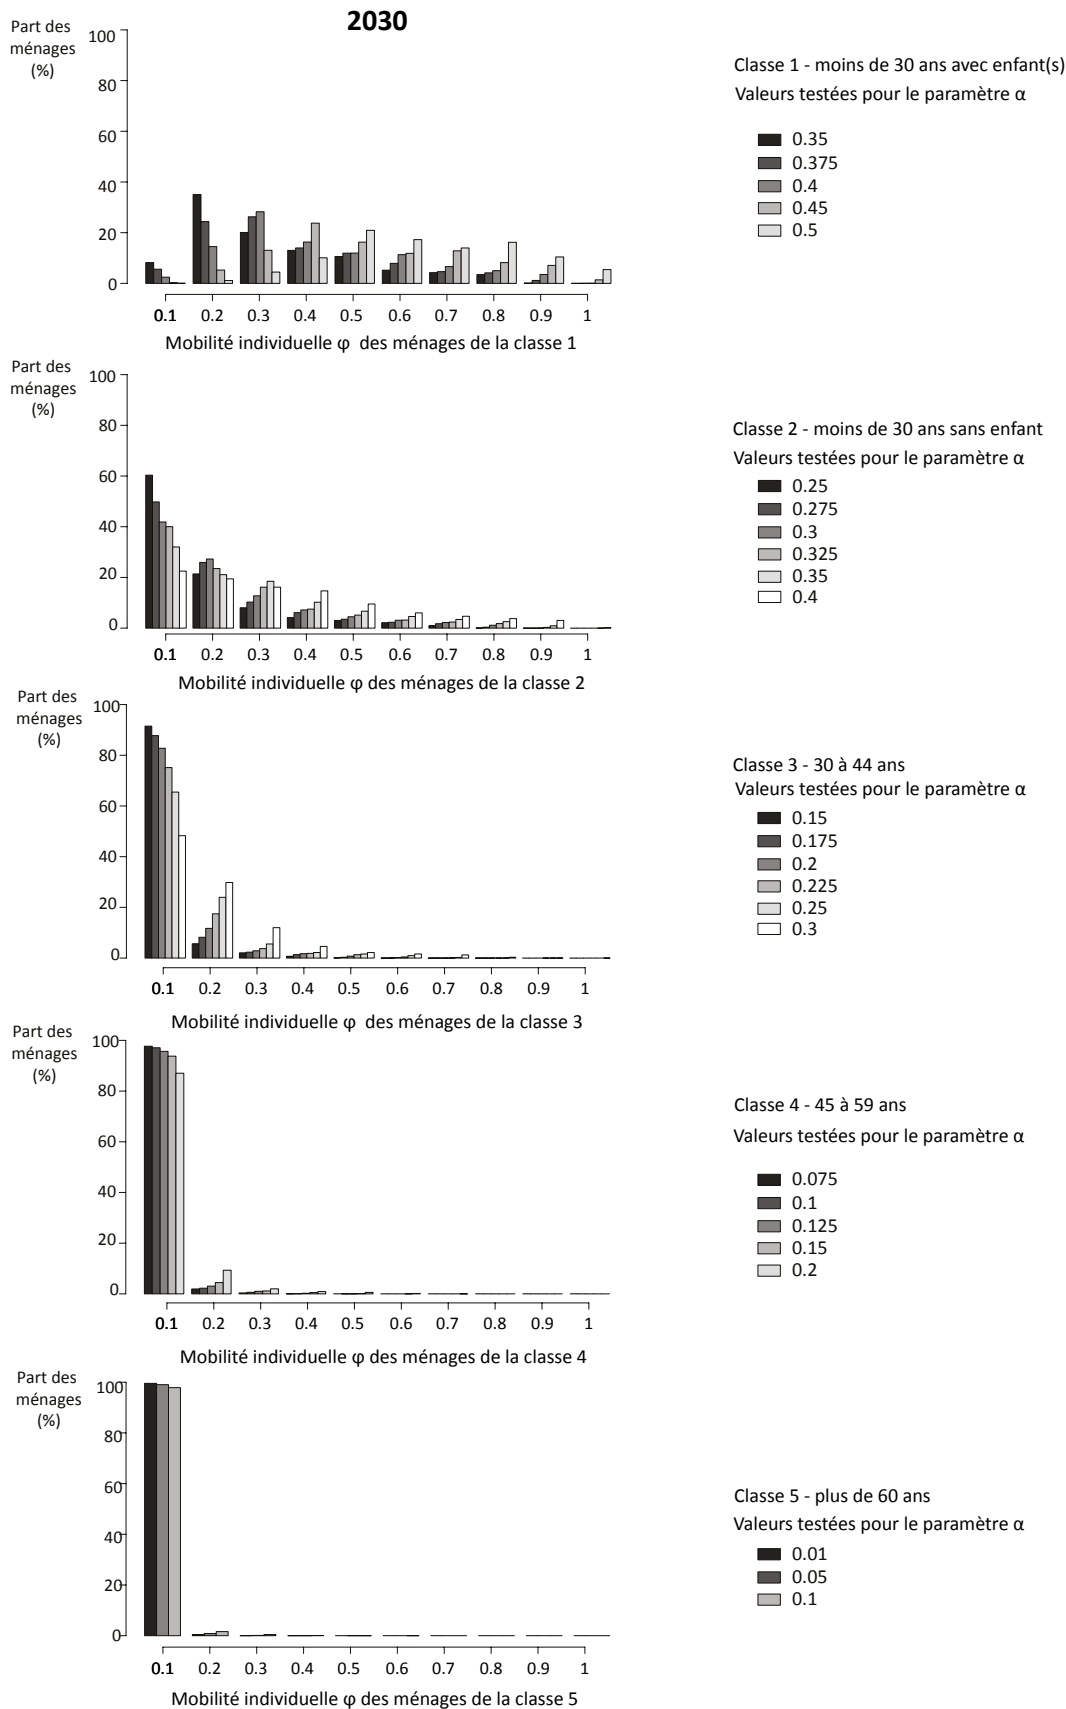 2030
Part des
ménages
(%)
100
80
60
40
20
0
0.1 0.2 0.3 0.4 0.5 0.6 0.7 0.8 0.9 1
Mobilité individuelle φ des ménages de la classe 1
Classe 1 - moins de 30 ans avec enfant(s)
Valeurs testées pour le paramètre α
0.35
0.375
0.4
0.45
0.5
Part des
ménages
(%)
100
80
60
40
20
0
0.1 0.2 0.3 0.4 0.5 0.6 0.7 0.8 0.9 1
Mobilité individuelle φ des ménages de la classe 2
Classe 2 - moins de 30 ans sans enfant
Valeurs testées pour le paramètre α
0.25
0.275
0.3
0.325
0.35
0.4
Part des
ménages
(%)
100
80
60
40
20
0
0.1 0.2 0.3 0.4 0.5 0.6 0.7 0.8 0.9 1
Mobilité individuelle φ des ménages de la classe 3
Classe 3 - 30 à 44 ans
Valeurs testées pour le paramètre α
0.15
0.175
0.2
0.225
0.25
0.3
Part des
ménages
(%)
100
80
60
40
20
0
0.1 0.2 0.3 0.4 0.5 0.6 0.7 0.8 0.9 1
Mobilité individuelle φ des ménages de la classe 4
Classe 4 - 45 à 59 ans
Valeurs testées pour le paramètre α
0.075
0.1
0.125
0.15
0.2
Part des
ménages
(%)
100
80
60
40
20
0
0.1 0.2 0.3 0.4 0.5 0.6 0.7 0.8 0.9 1
Mobilité individuelle φ des ménages de la classe 5
Classe 5 - plus de 60 ans
Valeurs testées pour le paramètre α
0.01
0.05
0.1